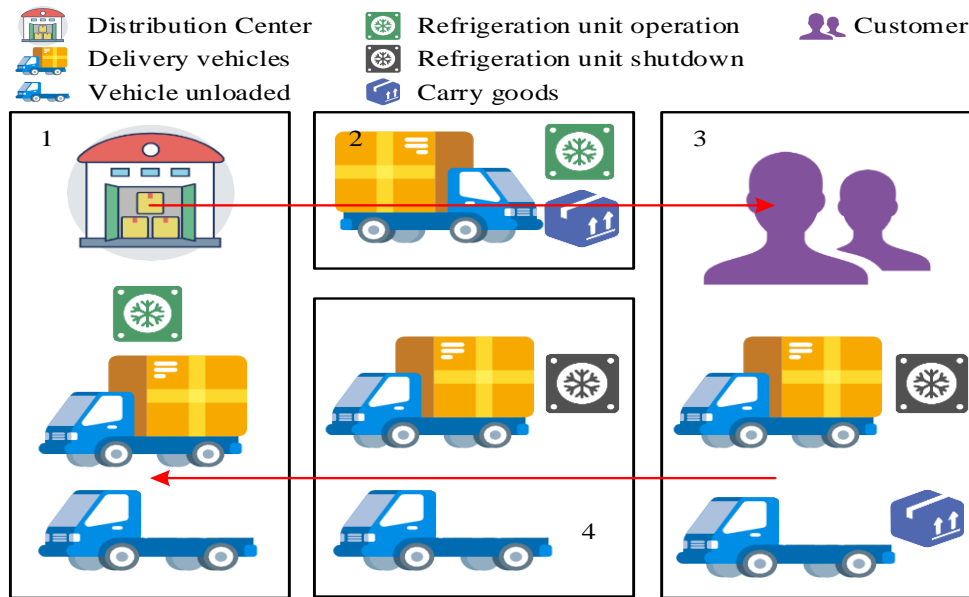 Distribution Center
Refrigeration unit operation
Customer
Delivery vehicles
Refrigeration unit shutdown
Vehicle unloaded
Carry goods
1
2
3
4